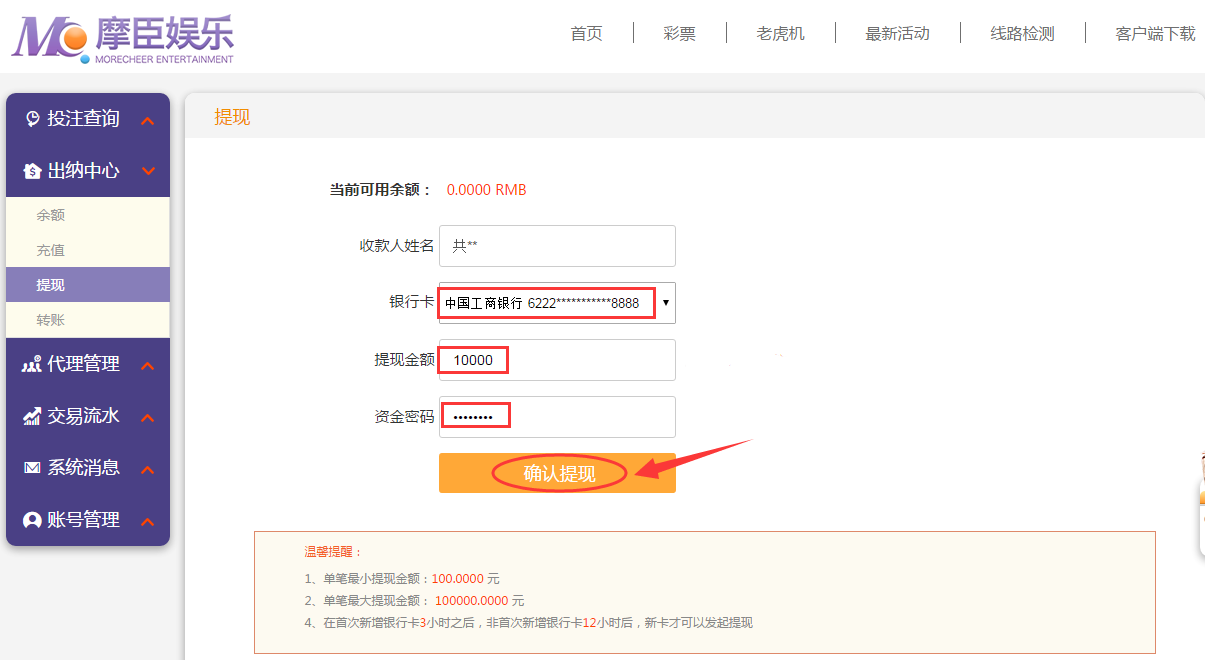 摩臣娱乐
MORECHEER ENTERTAINMENT
首页 彩票 老虎机 最新活动 线路检测 客户端下载
投注查询
出纳中心
余额
充值
提现
转账
代理管理
交易流水
系统消息
账号管理
提现
当前可用余额： 0.0000 RMB
收款人姓名 共**
银行卡 中国工商银行 6222***********8888
提现金额 10000
资金密码 ••••••••
确认提现
温馨提醒：
1、单笔最小提现金额：100.0000 元
2、单笔最大提现金额： 100000.0000 元
4、在首次新增银行卡3小时之后，非首次新增银行卡12小时后，新卡才可以发起提现